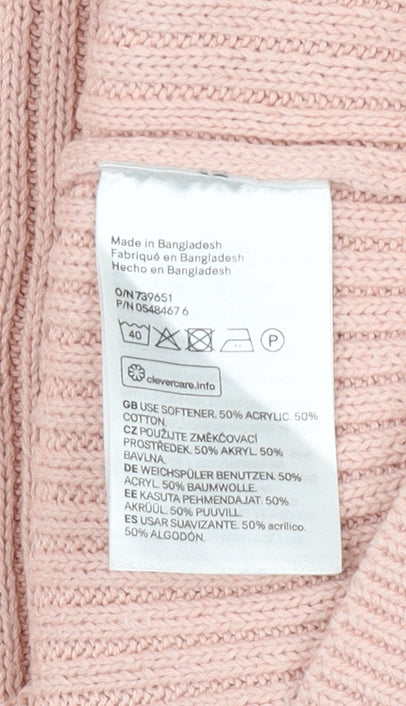 Made in Bangladesh
Fabriqué en Bangladesh
Hecho en Bangladesh
O/N 739651
P/N 0548467 6
40 P
clevercare.info
GB USE SOFTENER. 50% ACRYLIC. 50%
COTTON.
CZ POUŽIJTE ZMĚKČOVACÍ
PROSTŘEDEK. 50% AKRYL. 50%
BAVLNA.
DE WEICHSPÜLER BENUTZEN. 50%
ACRYL. 50% BAUMWOLLE.
EE KASUTA PEHMENDAJAT. 50%
AKRÜÜL. 50% PUUVILL.
ES USAR SUAVIZANTE. 50% acrílico.
50% ALGODÓN.